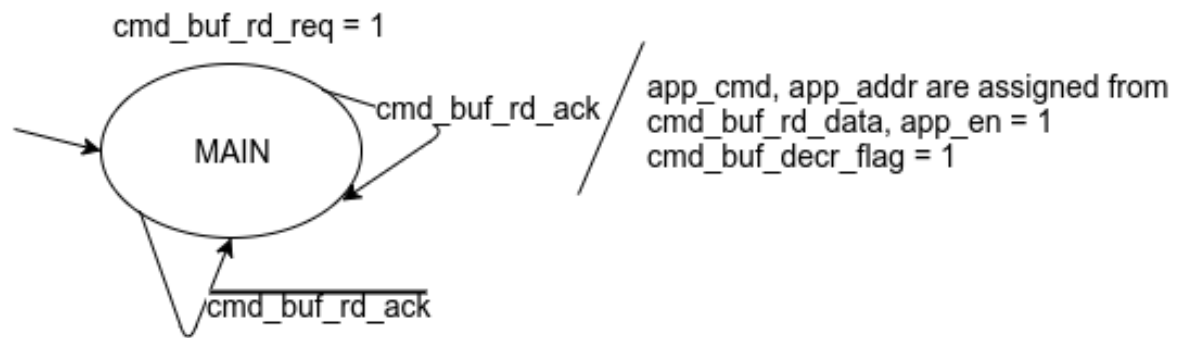 cmd_buf_rd_req = 1
MAIN
cmd_buf_rd_ack
app_cmd, app_addr are assigned from
cmd_buf_rd_data, app_en = 1
cmd_buf_decr_flag = 1
cmd_buf_rd_ack